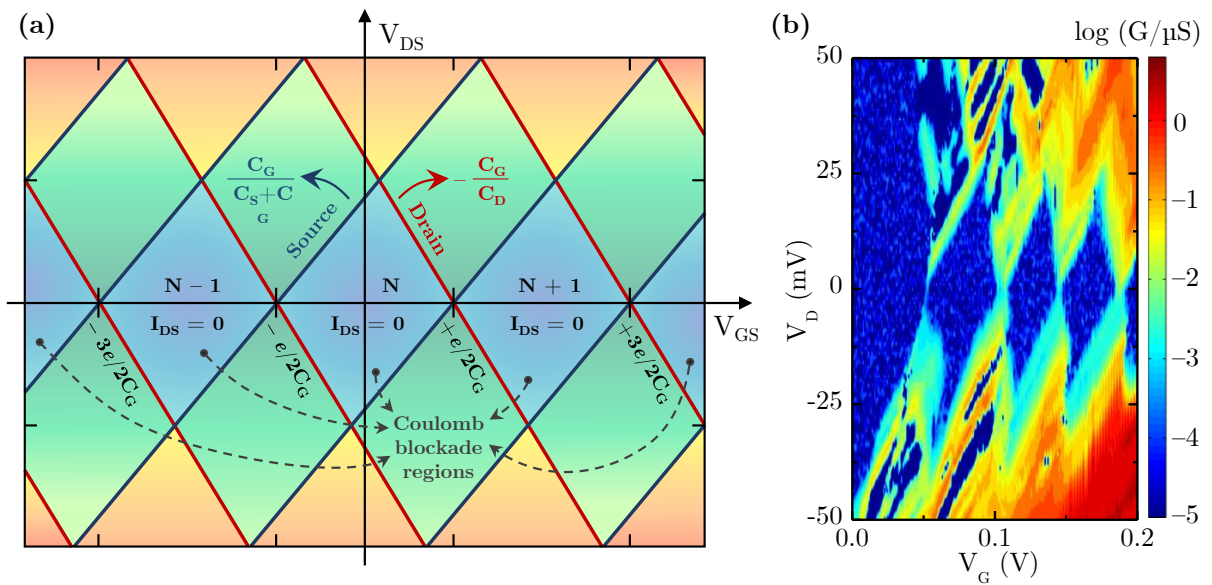 (a)
V_DS
C_G
C_S+C_G
Source
Drain
− C_G
C_D
N − 1
N
N + 1
V_GS
I_DS = 0
I_DS = 0
I_DS = 0
− 3e/2C_G
− e/2C_G
+e/2C_G
+3e/2C_G
Coulomb
blockade
regions
(b)
log (G/µS)
50
25
0
-25
-50
V_D (mV)
0.0
0.1
0.2
V_G (V)
0
−1
−2
−3
−4
−5